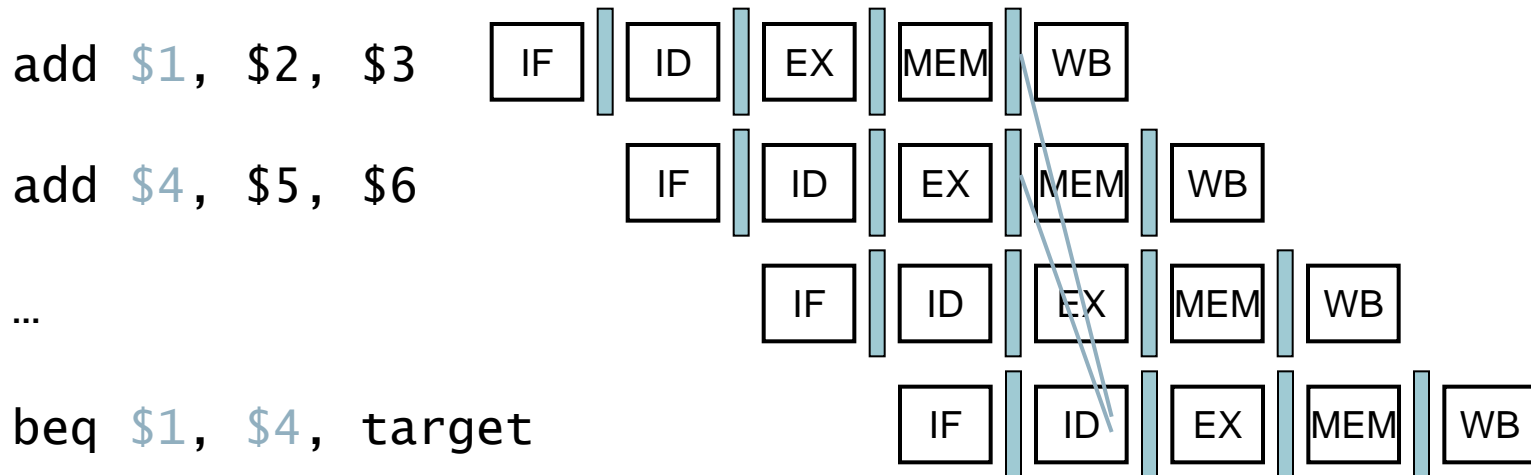 add $1, $2, $3 IF ID EX MEM WB
add $4, $5, $6 IF ID EX MEM WB
… IF ID EX MEM WB
beq $1, $4, target IF ID EX MEM WB